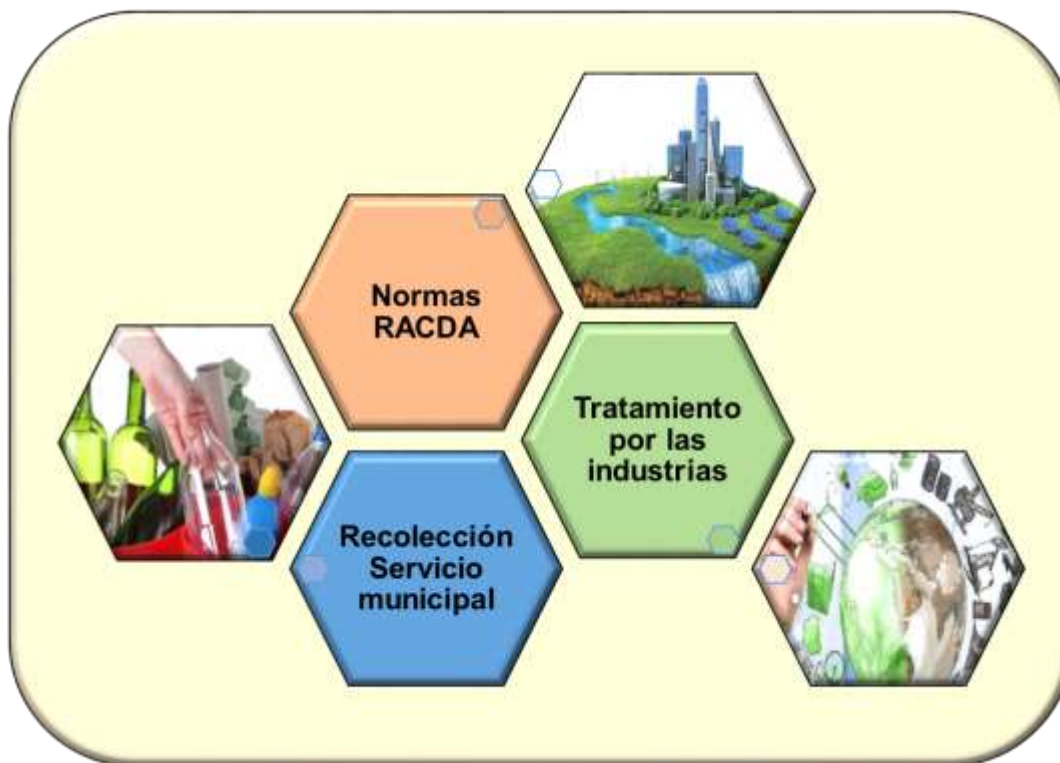 Normas
RACDA
Tratamiento
por las
industrias
Recolección
Servicio
municipal